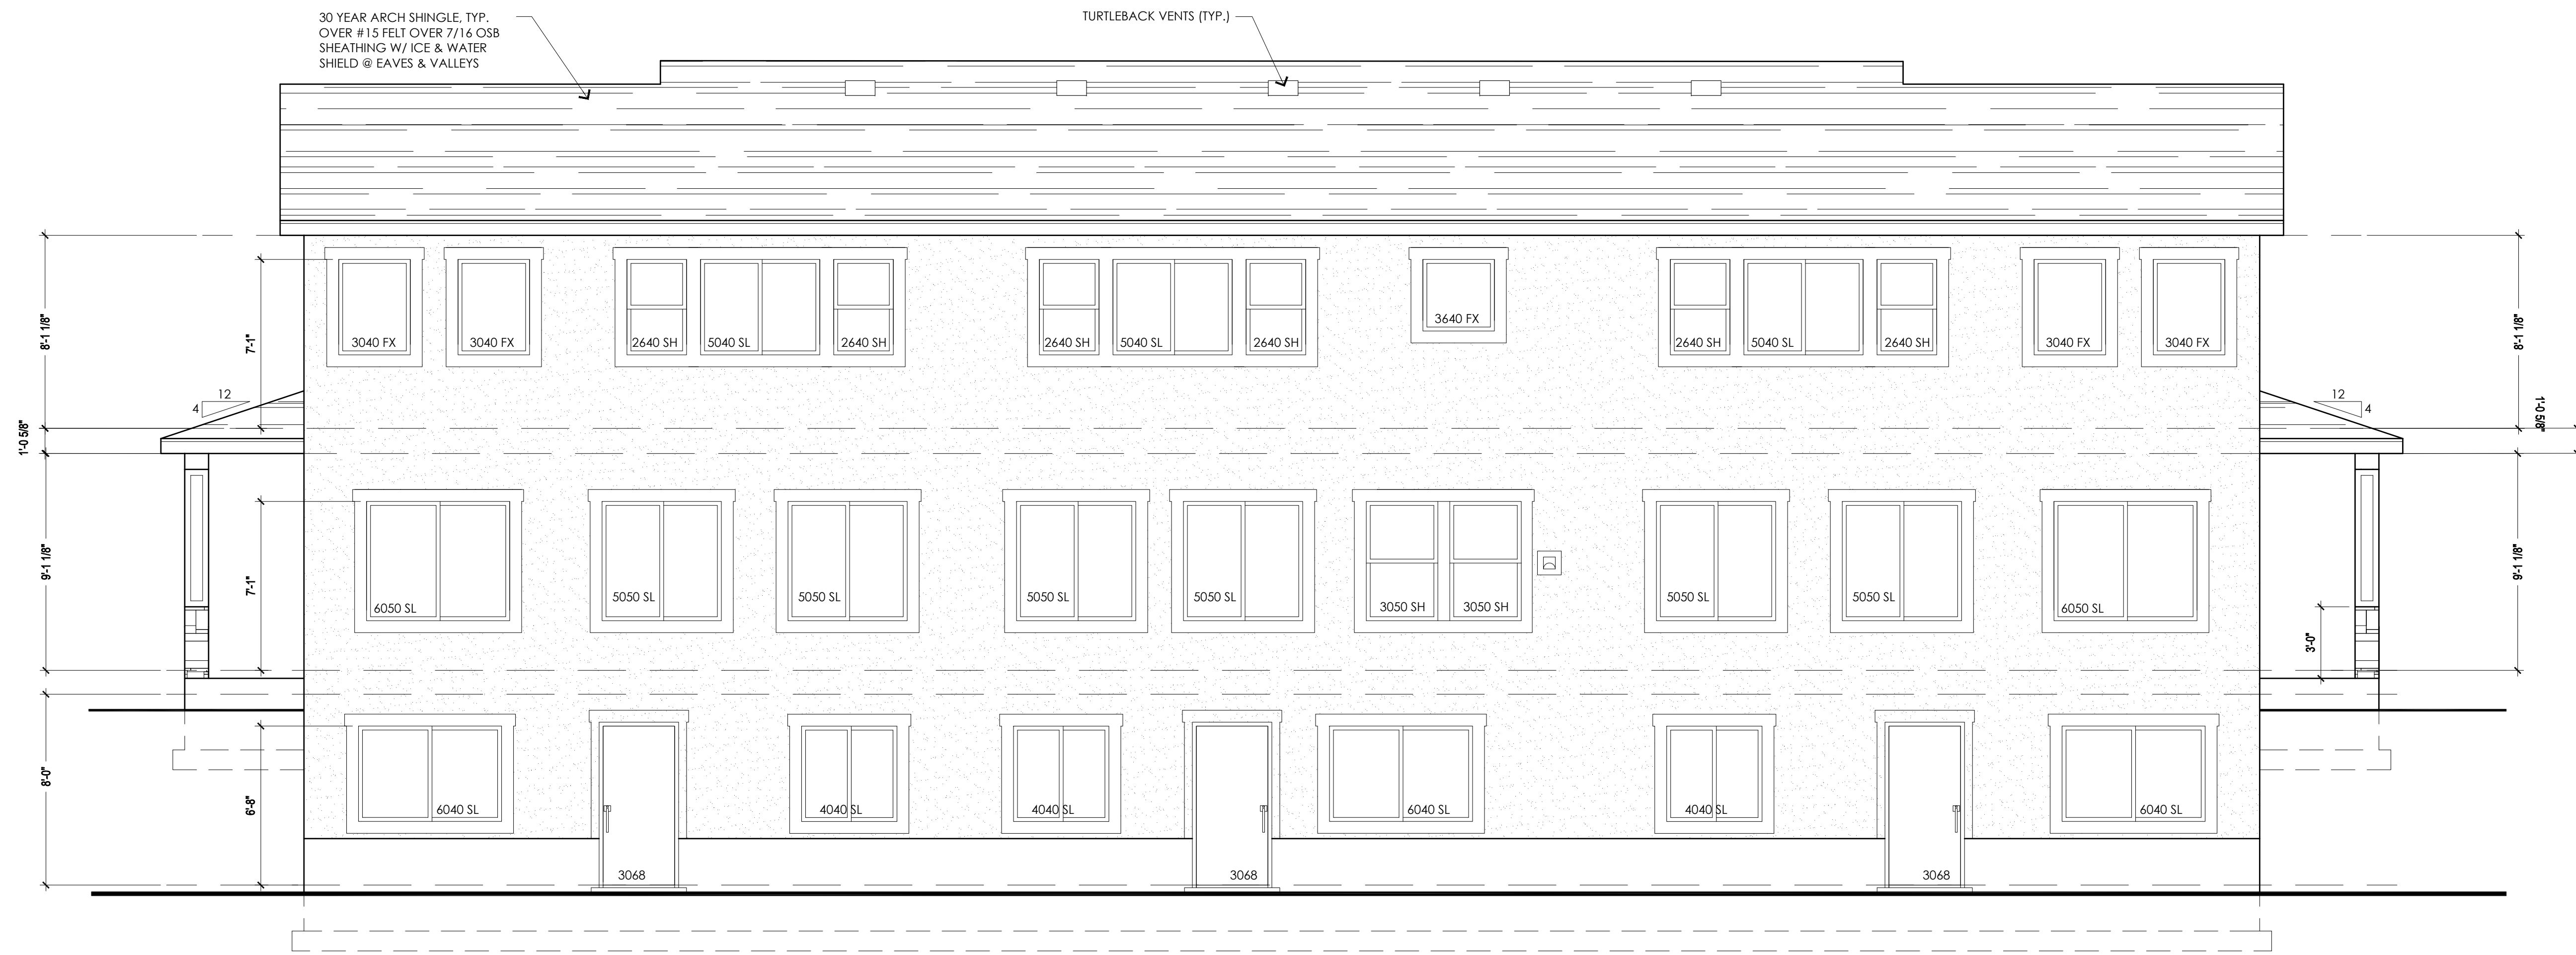 30 YEAR ARCH SHINGLE, TYP.
OVER #15 FELT OVER 7/16 OSB
SHEATHING W/ ICE & WATER
SHIELD @ EAVES & VALLEYS
TURTLEBACK VENTS (TYP.)
8'-1 1/8"
7'-1"
3040 FX
3040 FX
2640 SH
5040 SL
2640 SH
2640 SH
5040 SL
2640 SH
3640 FX
2640 SH
5040 SL
2640 SH
3040 FX
3040 FX
8'-1 1/8"
12
4
12
4
1'-0 5/8"
1'-0 5/8"
9'-1 1/8"
7'-1"
6050 SL
5050 SL
5050 SL
5050 SL
5050 SL
3050 SH
3050 SH
5050 SL
5050 SL
6050 SL
9'-1 1/8"
3'-0"
8'-0"
6'-8"
6040 SL
3068
4040 SL
4040 SL
3068
6040 SL
4040 SL
3068
6040 SL